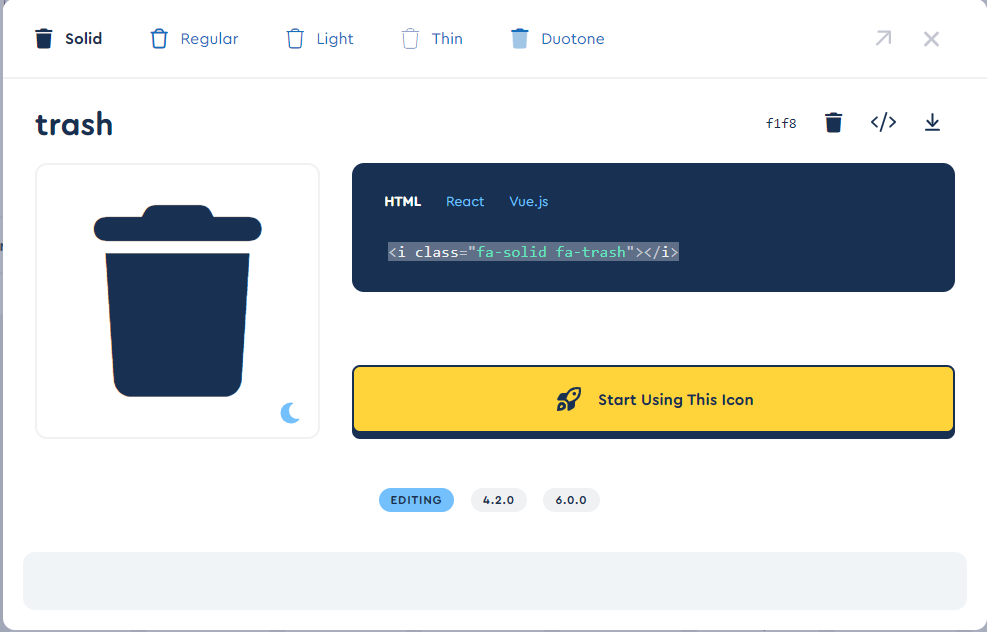 Solid Regular Light Thin Duotone
trash
f1f8
HTML React Vue.js
<i class="fa-solid fa-trash"></i>
Start Using This Icon
EDITING 4.2.0 6.0.0